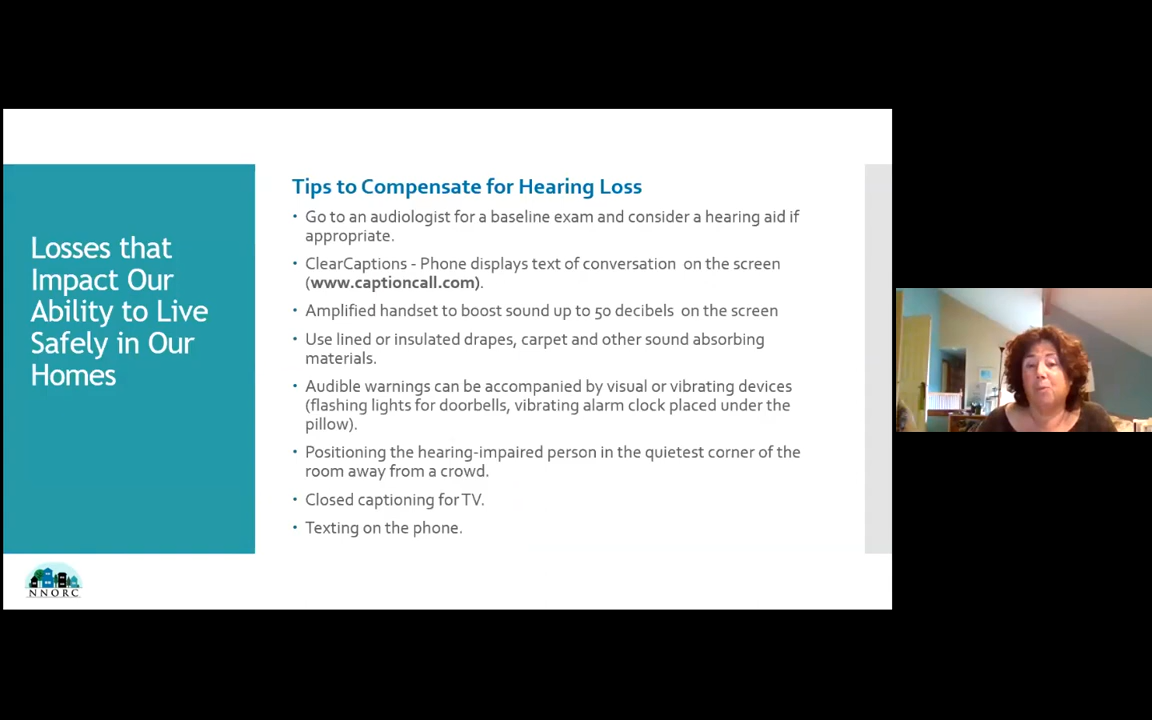 Tips to Compensate for Hearing Loss
• Go to an audiologist for a baseline exam and consider a hearing aid if
appropriate.
• ClearCaptions - Phone displays text of conversation on the screen
(www.captioncall.com).
• Amplified handset to boost sound up to 50 decibels on the screen
• Use lined or insulated drapes, carpet and other sound absorbing
materials.
• Audible warnings can be accompanied by visual or vibrating devices
(flashing lights for doorbells, vibrating alarm clock placed under the
pillow).
• Positioning the hearing-impaired person in the quietest corner of the
room away from a crowd.
• Closed captioning for TV.
• Texting on the phone.
Losses that
Impact Our
Ability to Live
Safely in Our
Homes
NNORC